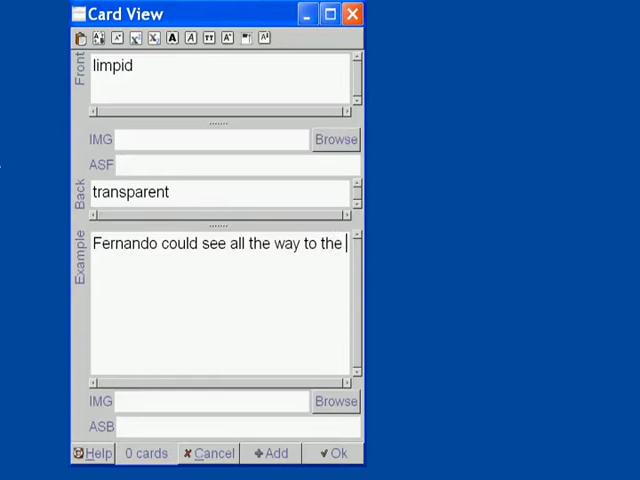 Card View
Front
limpid
IMG
Browse
ASF
Back
transparent
Example
Fernando could see all the way to the
IMG
Browse
ASB
Help
0 cards
Cancel
Add
Ok